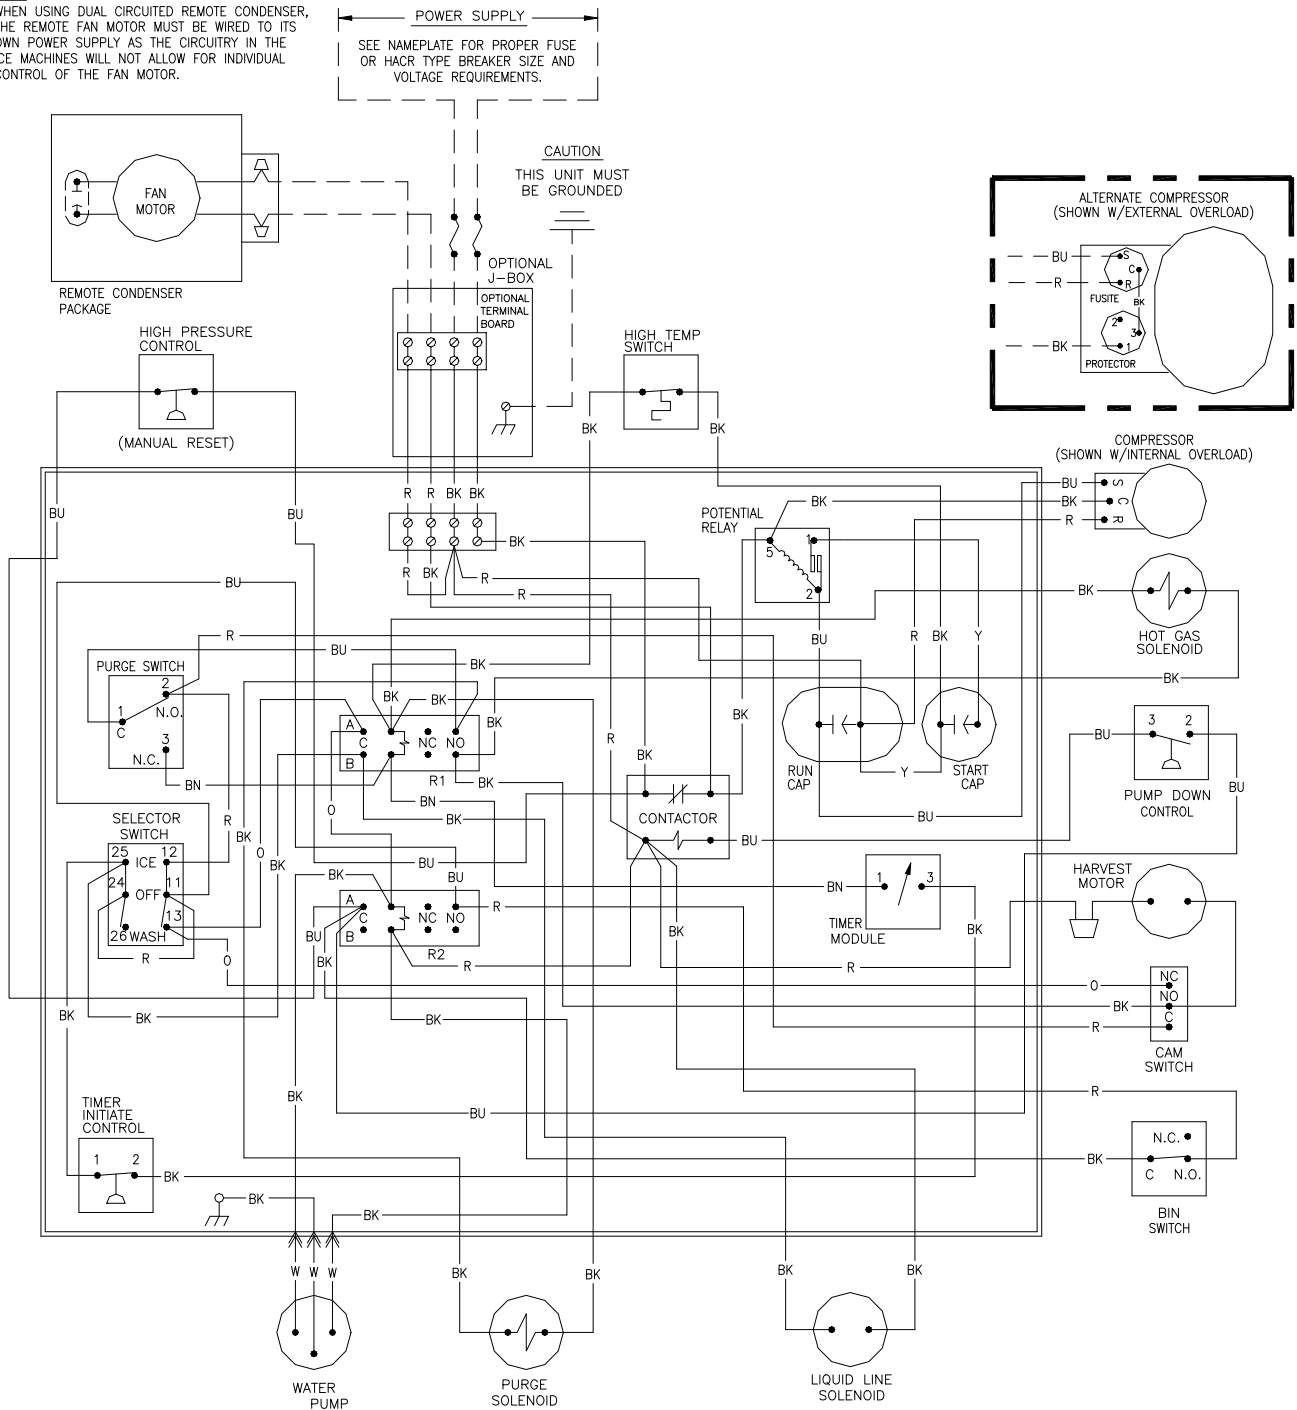 WHEN USING DUAL CIRCUITED REMOTE CONDENSER,
THE REMOTE FAN MOTOR MUST BE WIRED TO ITS
OWN POWER SUPPLY AS THE CIRCUITRY IN THE
ICE MACHINES WILL NOT ALLOW FOR INDIVIDUAL
CONTROL OF THE FAN MOTOR.
POWER SUPPLY
SEE NAMEPLATE FOR PROPER FUSE
OR HACR TYPE BREAKER SIZE AND
VOLTAGE REQUIREMENTS.
CAUTION
THIS UNIT MUST
BE GROUNDED
FAN
MOTOR
REMOTE CONDENSER
PACKAGE
OPTIONAL
J-BOX
OPTIONAL
TERMINAL
BOARD
ALTERNATE COMPRESSOR
(SHOWN W/EXTERNAL OVERLOAD)
BU
S
C
R
R
FUSITE
BK
2
3
BK
1
PROTECTOR
HIGH PRESSURE
CONTROL
(MANUAL RESET)
HIGH TEMP
SWITCH
BK
BK
COMPRESSOR
(SHOWN W/INTERNAL OVERLOAD)
BU
S
BK
C
R
R
R R BK BK
BU
BU
POTENTIAL
RELAY
BK
5
1
2
BK
R
BK
R
R
BU
BK
HOT GAS
SOLENOID
BU
R
BK
Y
R
BU
BK
BK
PURGE SWITCH
2
N.O.
1
C
3
N.C.
BN
BK
BK
BK
BK
A
C
NC
NO
B
R1
BK
BN
BK
O
R
BK
RUN
CAP
Y
START
CAP
BU
3
2
PUMP DOWN
CONTROL
BU
BU
CONTACTOR
BU
SELECTOR
SWITCH
25
ICE
12
24
OFF
11
26
WASH
13
R
R
BK
O
BK
O
BU
BK
BU
A
C
NC
NO
B
R2
R
BU
BK
R
BK
BN
1
3
TIMER
MODULE
BK
HARVEST
MOTOR
R
O
BK
R
NC
NO
C
CAM
SWITCH
BK
BK
BK
BK
BU
R
TIMER
INITIATE
CONTROL
1
2
BK
BK
BK
BK
N.C.
C
N.O.
BIN
SWITCH
W
W
W
BK
BK
BK
BK
WATER
PUMP
PURGE
SOLENOID
LIQUID LINE
SOLENOID